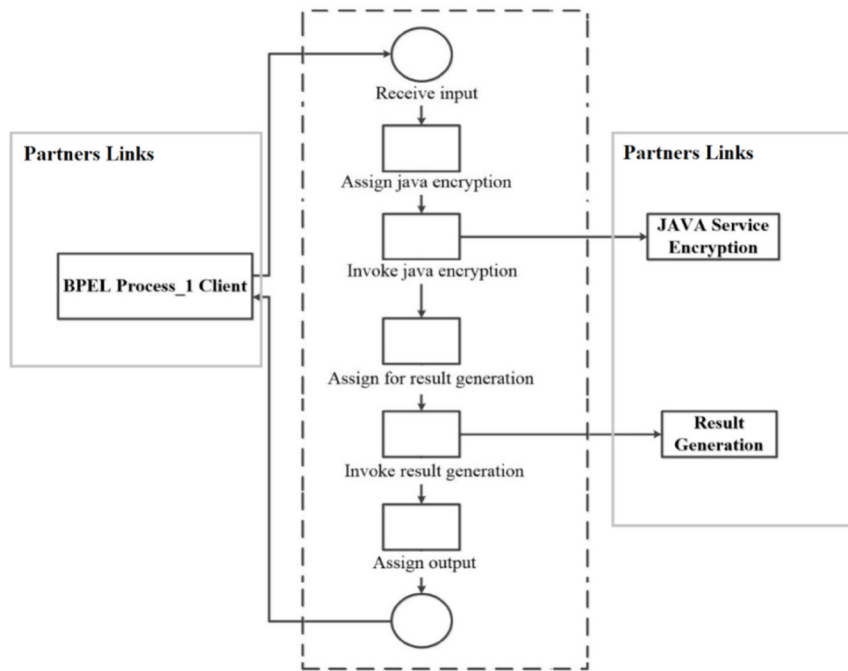 Receive input
Partners Links
Partners Links
Assign java encryption
JAVA Service
Encryption
Invoke java encryption
BPEL Process_1 Client
Assign for result generation
Result
Generation
Invoke result generation
Assign output